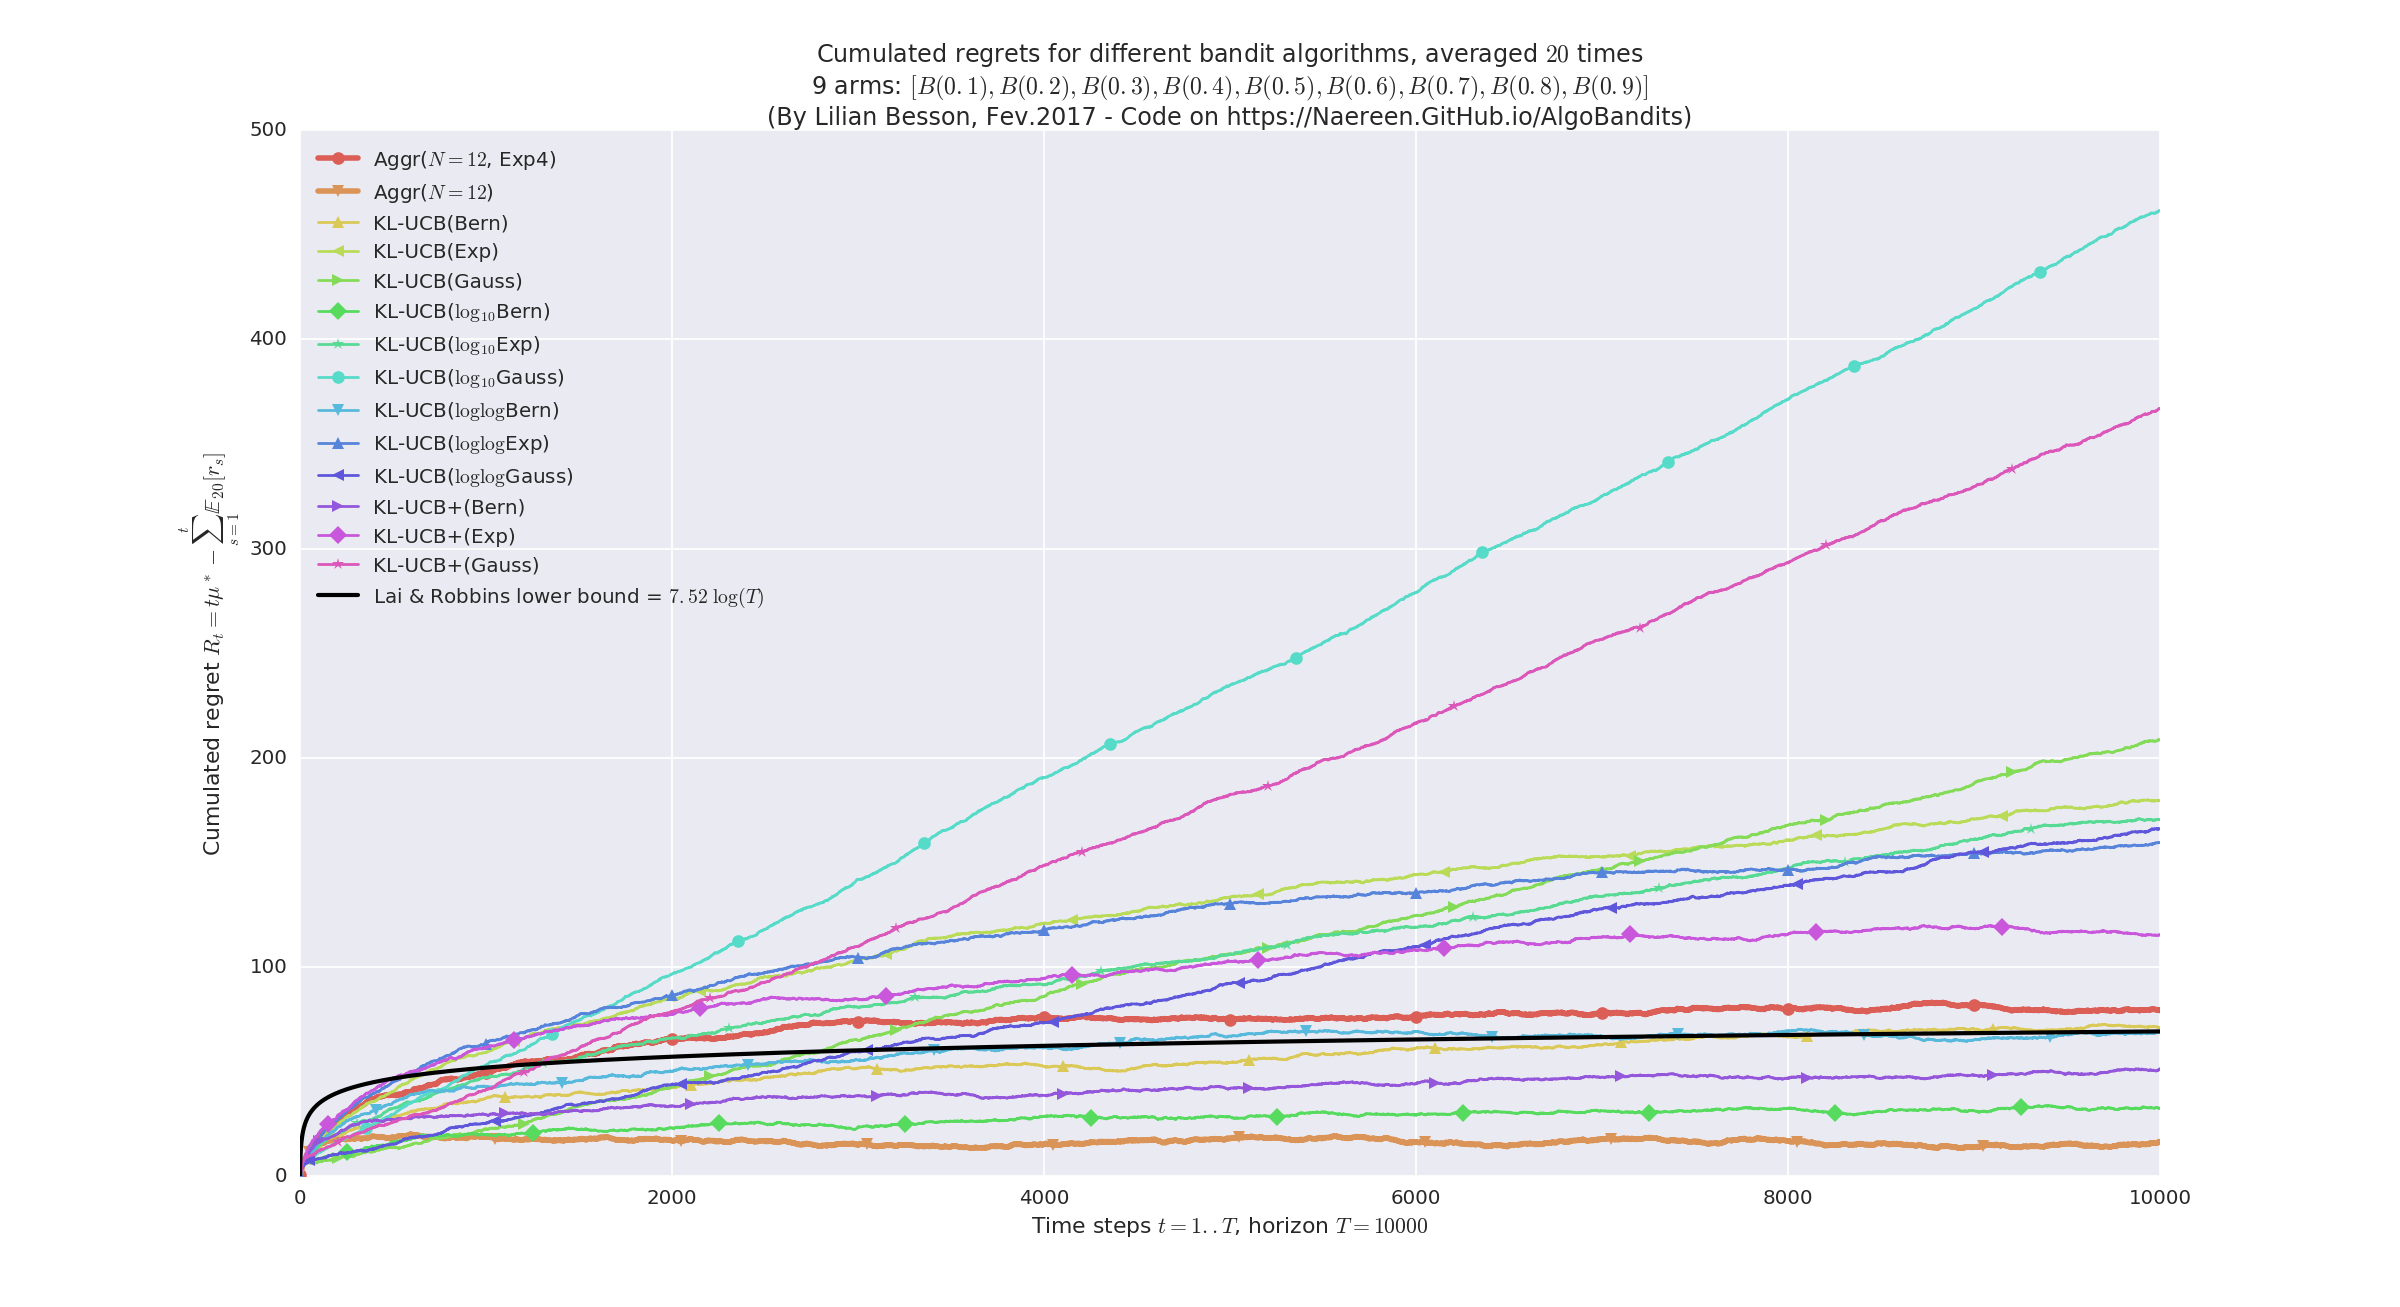 Cumulated regrets for different bandit algorithms, averaged 20 times
9 arms: [B(0.1), B(0.2), B(0.3), B(0.4), B(0.5), B(0.6), B(0.7), B(0.8), B(0.9)]
(By Lilian Besson, Fev.2017 - Code on https://Naereen.GitHub.io/AlgoBandits)
500
400
300
200
100
0
Cumulated regret R_t = tμ* − ∑_{s=1}^{t} 𝔼_{20}[r_s]
Aggr(N = 12, Exp4)
Aggr(N = 12)
KL-UCB(Bern)
KL-UCB(Exp)
KL-UCB(Gauss)
KL-UCB(log₁₀Bern)
KL-UCB(log₁₀Exp)
KL-UCB(log₁₀Gauss)
KL-UCB(loglogBern)
KL-UCB(loglogExp)
KL-UCB(loglogGauss)
KL-UCB+(Bern)
KL-UCB+(Exp)
KL-UCB+(Gauss)
Lai & Robbins lower bound = 7.52 log(T)
0 2000 4000 6000 8000 10000
Time steps t = 1..T, horizon T = 10000